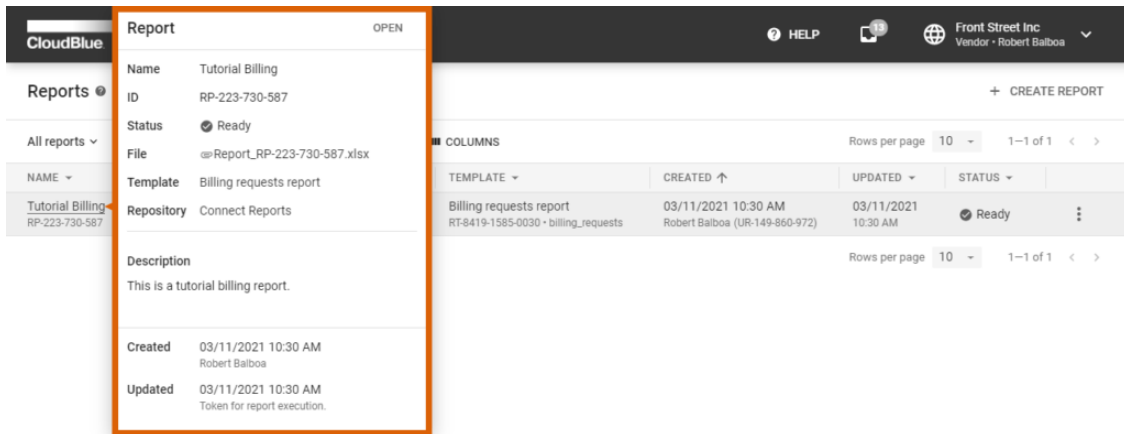 CloudBlue
HELP
13
Front Street Inc
Vendor • Robert Balboa
Reports
+ CREATE REPORT
All reports
COLUMNS
Rows per page 10 1–1 of 1 < >
NAME TEMPLATE CREATED ↑ UPDATED STATUS
Tutorial Billing Billing requests report 03/11/2021 10:30 AM 03/11/2021 Ready
RP-223-730-587 RT-8419-1585-0030 • billing_requests Robert Balboa (UR-149-860-972) 10:30 AM
Rows per page 10 1–1 of 1 < >
Report OPEN
Name Tutorial Billing
ID RP-223-730-587
Status Ready
File Report_RP-223-730-587.xlsx
Template Billing requests report
Repository Connect Reports
Description
This is a tutorial billing report.
Created 03/11/2021 10:30 AM
Robert Balboa
Updated 03/11/2021 10:30 AM
Token for report execution.